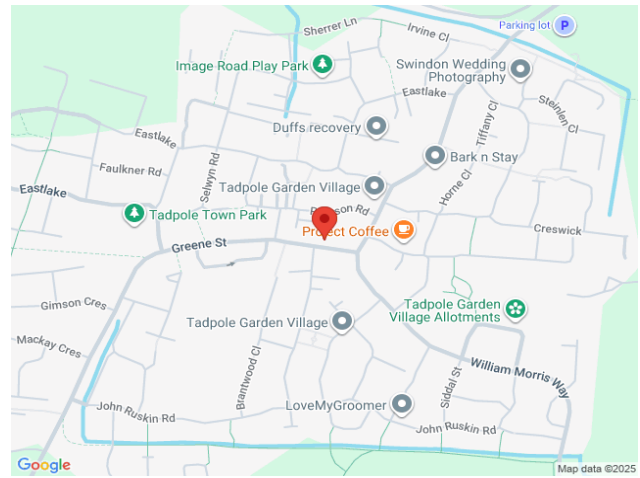 Sherrer Ln
Irvine Cl
Parking lot
P
Image Road Play Park
Swindon Wedding
Photography
Eastlake
Steinlen Cl
Tiffany Cl
Duffs recovery
Eastlake
Bark n Stay
Faulkner Rd
Selwyn Rd
Horne Cl
Tadpole Garden Village
Eastlake
Tadpole Town Park
Rd
Project Coffee
Creswick
Greene St
Gimson Cres
Tadpole Garden
Village Allotments
Tadpole Garden Village
Mackay Cres
Brantwood Cl
William Morris Way
Siddal St
LoveMyGroomer
John Ruskin Rd
John Ruskin Rd
Google
Map data ©2025